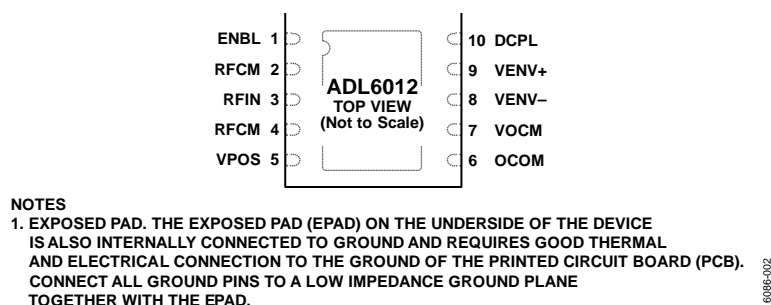 ENBL 1
RFCM 2
RFIN 3
RFCM 4
VPOS 5
ADL6012
TOP VIEW
(Not to Scale)
10 DCPL
9 VENV+
8 VENV–
7 VOCM
6 OCOM
NOTES
1. EXPOSED PAD. THE EXPOSED PAD (EPAD) ON THE UNDERSIDE OF THE DEVICE
IS ALSO INTERNALLY CONNECTED TO GROUND AND REQUIRES GOOD THERMAL
AND ELECTRICAL CONNECTION TO THE GROUND OF THE PRINTED CIRCUIT BOARD (PCB).
CONNECT ALL GROUND PINS TO A LOW IMPEDANCE GROUND PLANE
TOGETHER WITH THE EPAD.
6086-002